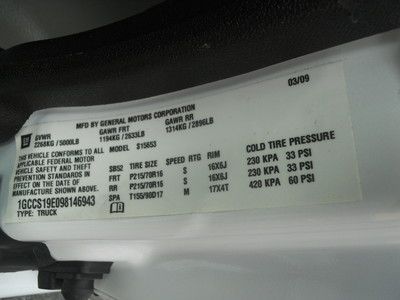 03/09
GM MFD BY GENERAL MOTORS CORPORATION
GVWR GAWR FRT GAWR RR
2268KG/5000LB 1194KG/2633LB 1314KG/2896LB
THIS VEHICLE CONFORMS TO ALL MODEL: S15653
APPLICABLE FEDERAL MOTOR
VEHICLE SAFETY AND THEFT SB52 TIRE SIZE SPEED RTG RIM COLD TIRE PRESSURE
PREVENTION STANDARDS FRT P215/70R16 S 16X6J 230 KPA 33 PSI
IN EFFECT ON THE DATE OF RR P215/70R16 S 16X6J 230 KPA 33 PSI
MANUFACTURE SHOWN ABOVE. SPA T155/90D17 M 17X4T 420 KPA 60 PSI
1GCCS19E098146943
TYPE: TRUCK